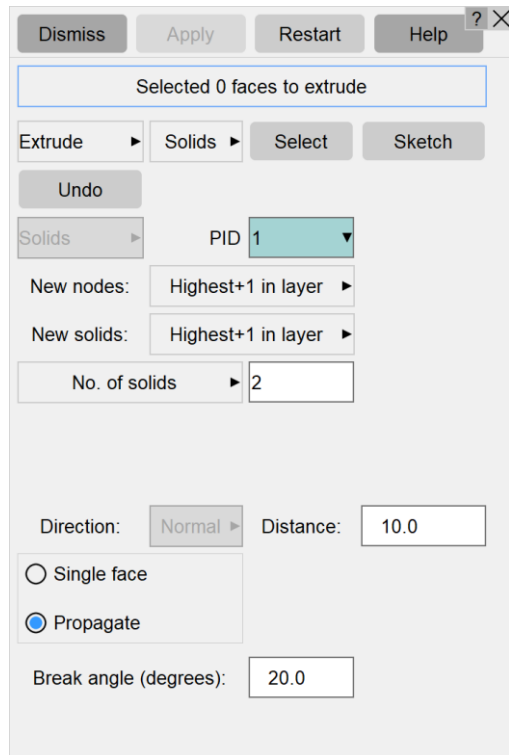 ? X
Dismiss Apply Restart Help
Selected 0 faces to extrude
Extrude Solids Select Sketch
Undo
Solids PID 1
New nodes: Highest+1 in layer
New solids: Highest+1 in layer
No. of solids 2
Direction: Normal Distance: 10.0
Single face
Propagate
Break angle (degrees): 20.0